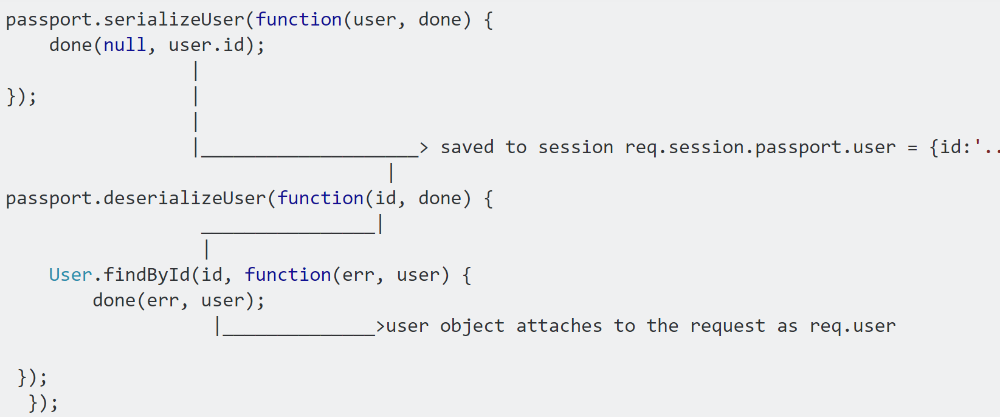 passport.serializeUser(function(user, done) {
    done(null, user.id);
                 |
});              |
                 |
                 |____________________> saved to session req.session.passport.user = {id:'..
                                   |
passport.deserializeUser(function(id, done) {
                  ________________|
                  |
    User.findById(id, function(err, user) {
        done(err, user);
                   |______________>user object attaches to the request as req.user
 });
  });